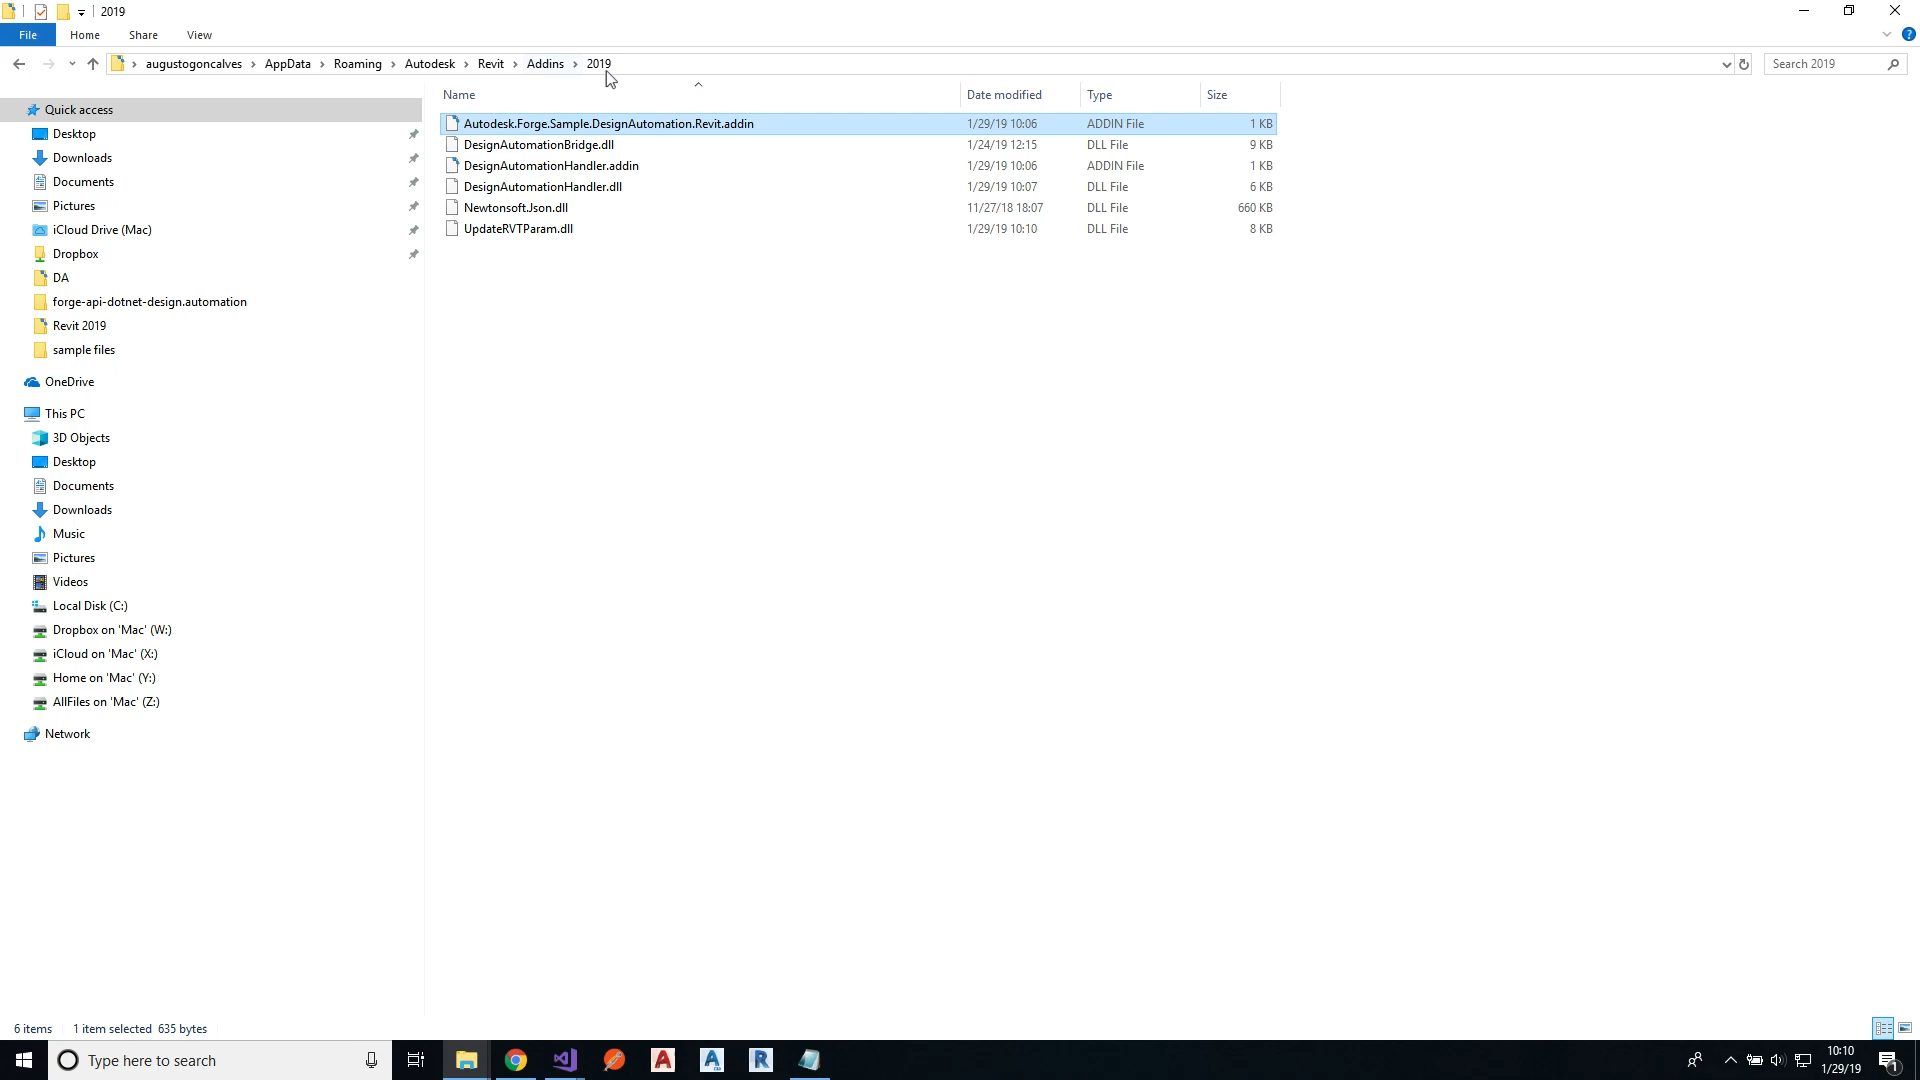 2019
File Home Share View
augustogoncalves AppData Roaming Autodesk Revit Addins 2019
Search 2019
Name Date modified Type Size
Quick access
Autodesk.Forge.Sample.DesignAutomation.Revit.addin 1/29/19 10:06 ADDIN File 1 KB
Desktop
DesignAutomationBridge.dll 1/24/19 12:15 DLL File 9 KB
Downloads
DesignAutomationHandler.addin 1/29/19 10:06 ADDIN File 1 KB
Documents
DesignAutomationHandler.dll 1/29/19 10:07 DLL File 6 KB
Pictures
Newtonsoft.Json.dll 11/27/18 18:07 DLL File 660 KB
iCloud Drive (Mac)
UpdateRVTParam.dll 1/29/19 10:10 DLL File 8 KB
Dropbox
DA
forge-api-dotnet-design.automation
Revit 2019
sample files
OneDrive
This PC
3D Objects
Desktop
Documents
Downloads
Music
Pictures
Videos
Local Disk (C:)
Dropbox on 'Mac' (W:)
iCloud on 'Mac' (X:)
Home on 'Mac' (Y:)
AllFiles on 'Mac' (Z:)
Network
6 items 1 item selected 635 bytes
Type here to search
10:10
1/29/19
1